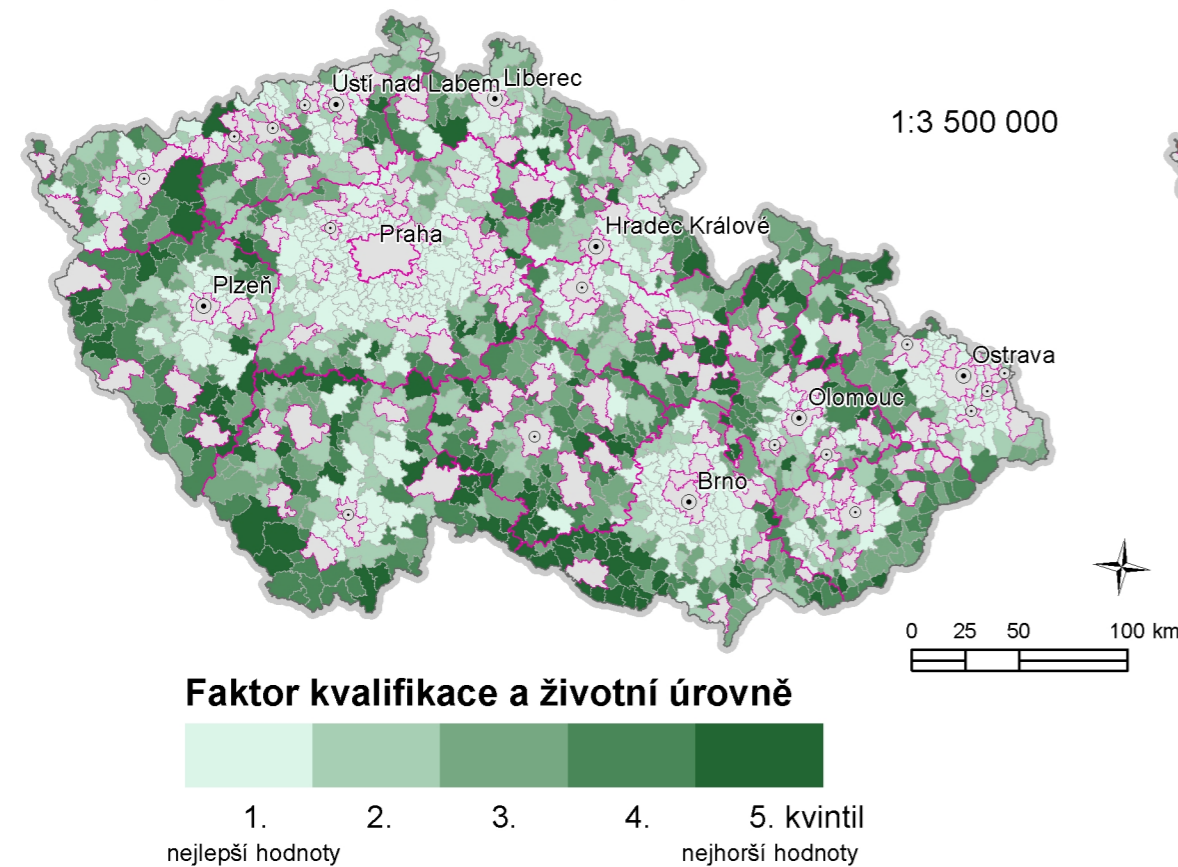 Ústí nad Labem
Liberec
1:3 500 000
Praha
Hradec Králové
Plzeň
Ostrava
Olomouc
Brno
0 25 50 100 km
Faktor kvalifikace a životní úrovně
1. 2. 3. 4. 5. kvintil
nejlepší hodnoty nejhorší hodnoty